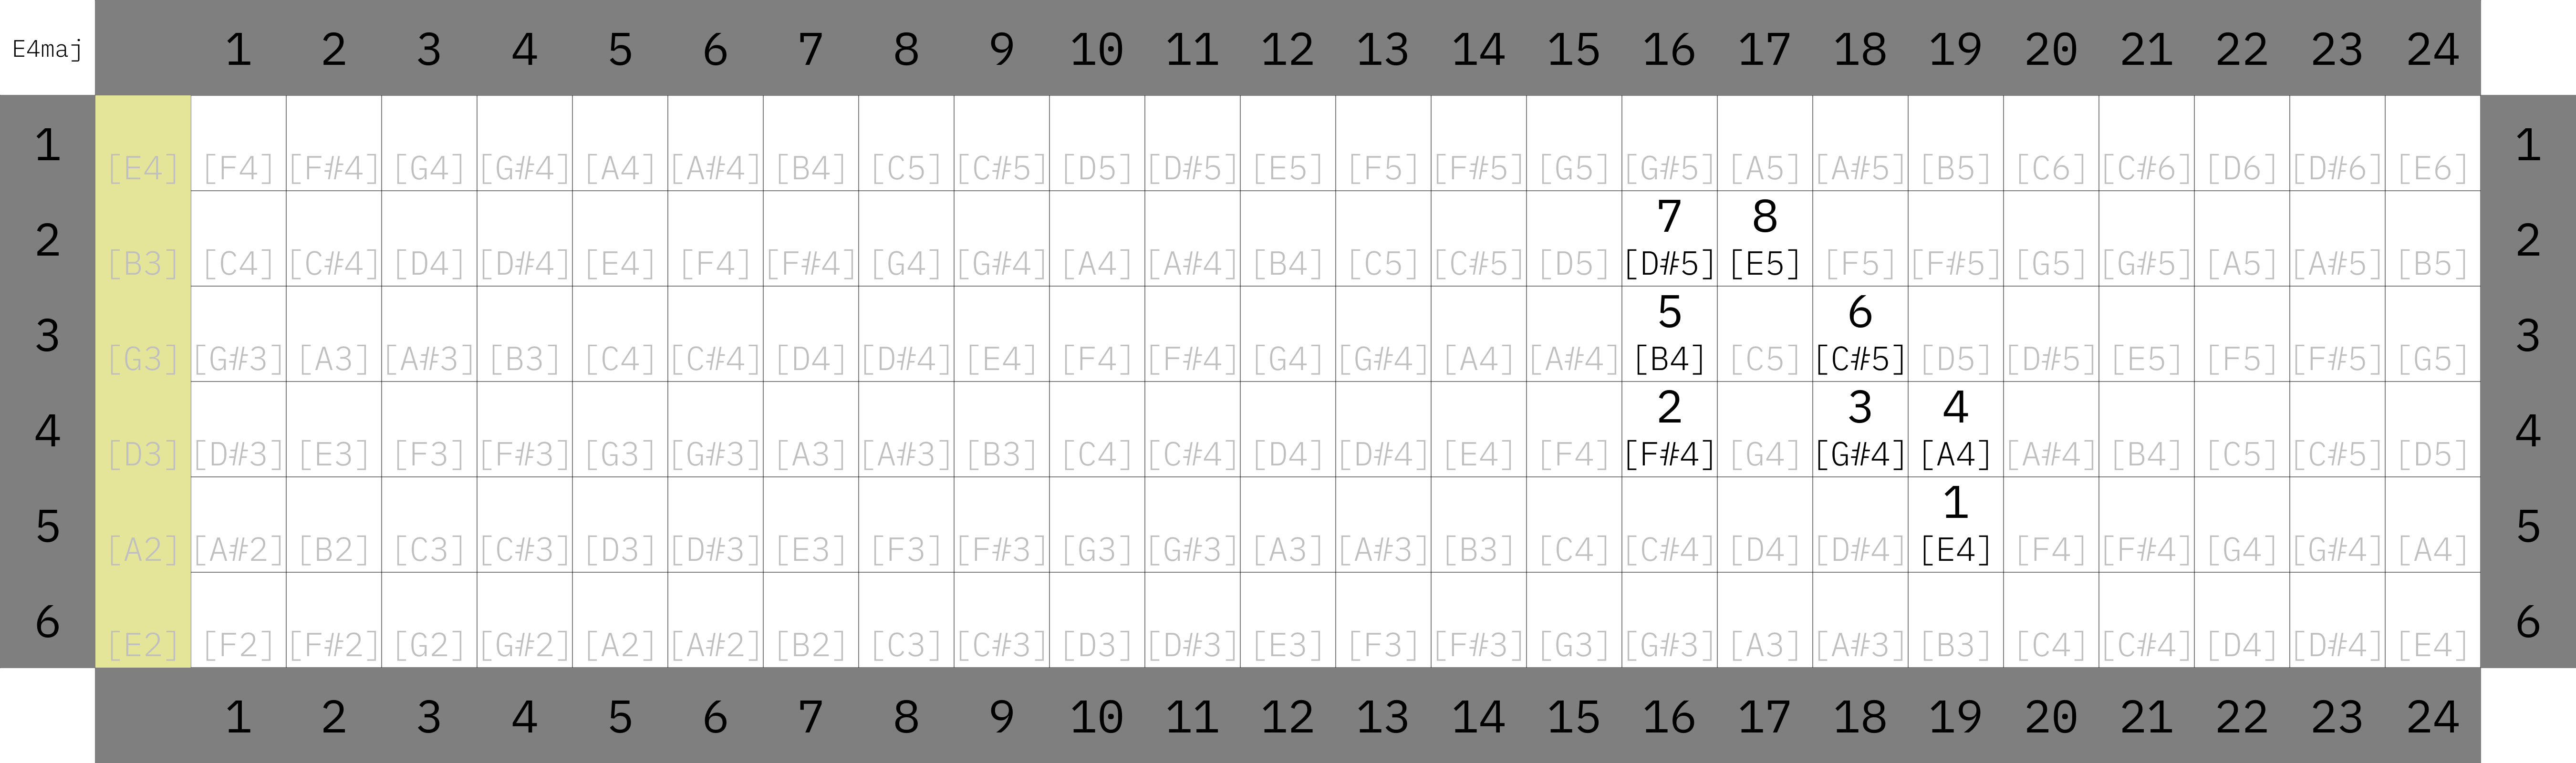 E4maj 1 2 3 4 5 6 7 8 9 10 11 12 13 14 15 16 17 18 19 20 21 22 23 24
1 [E4] [F4] [F#4] [G4] [G#4] [A4] [A#4] [B4] [C5] [C#5] [D5] [D#5] [E5] [F5] [F#5] [G5] [G#5] [A5] [A#5] [B5] [C6] [C#6] [D6] [D#6] [E6] 1
7 8
2 [B3] [C4] [C#4] [D4] [D#4] [E4] [F4] [F#4] [G4] [G#4] [A4] [A#4] [B4] [C5] [C#5] [D5] [D#5] [E5] [F5] [F#5] [G5] [G#5] [A5] [A#5] [B5] 2
5 6
3 [G3] [G#3] [A3] [A#3] [B3] [C4] [C#4] [D4] [D#4] [E4] [F4] [F#4] [G4] [G#4] [A4] [A#4] [B4] [C5] [C#5] [D5] [D#5] [E5] [F5] [F#5] [G5] 3
2 3 4
4 [D3] [D#3] [E3] [F3] [F#3] [G3] [G#3] [A3] [A#3] [B3] [C4] [C#4] [D4] [D#4] [E4] [F4] [F#4] [G4] [G#4] [A4] [A#4] [B4] [C5] [C#5] [D5] 4
1
5 [A2] [A#2] [B2] [C3] [C#3] [D3] [D#3] [E3] [F3] [F#3] [G3] [G#3] [A3] [A#3] [B3] [C4] [C#4] [D4] [D#4] [E4] [F4] [F#4] [G4] [G#4] [A4] 5
6 [E2] [F2] [F#2] [G2] [G#2] [A2] [A#2] [B2] [C3] [C#3] [D3] [D#3] [E3] [F3] [F#3] [G3] [G#3] [A3] [A#3] [B3] [C4] [C#4] [D4] [D#4] [E4] 6
1 2 3 4 5 6 7 8 9 10 11 12 13 14 15 16 17 18 19 20 21 22 23 24